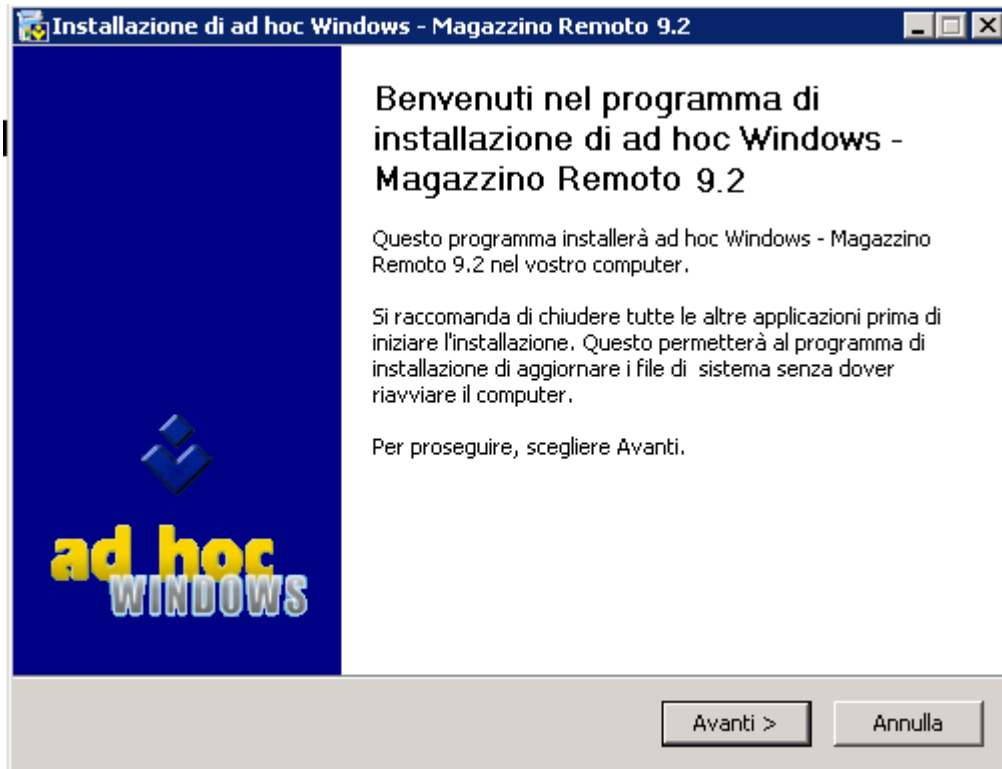 Installazione di ad hoc Windows - Magazzino Remoto 9.2
Benvenuti nel programma di
installazione di ad hoc Windows -
Magazzino Remoto 9.2
Questo programma installerà ad hoc Windows - Magazzino
Remoto 9.2 nel vostro computer.
Si raccomanda di chiudere tutte le altre applicazioni prima di
iniziare l'installazione. Questo permetterà al programma di
installazione di aggiornare i file di sistema senza dover
riavviare il computer.
Per proseguire, scegliere Avanti.
ad hoc
WINDOWS
Avanti >
Annulla